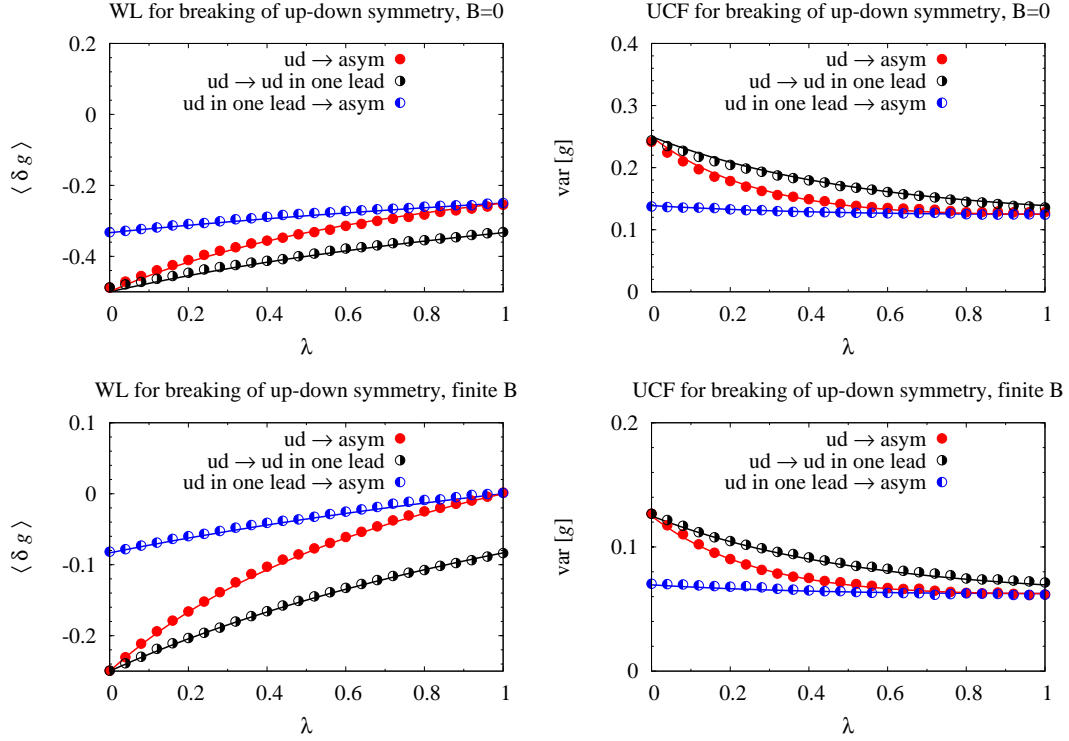 WL for breaking of up-down symmetry, B=0
ud → asym
ud → ud in one lead
ud in one lead → asym
⟨ δ g ⟩
0.2
0
-0.2
-0.4
0 0.2 0.4 0.6 0.8 1
λ
UCF for breaking of up-down symmetry, B=0
ud → asym
ud → ud in one lead
ud in one lead → asym
var [g]
0.4
0.3
0.2
0.1
0
0 0.2 0.4 0.6 0.8 1
λ
WL for breaking of up-down symmetry, finite B
ud → asym
ud → ud in one lead
ud in one lead → asym
⟨ δ g ⟩
0.1
0
-0.1
-0.2
0 0.2 0.4 0.6 0.8 1
λ
UCF for breaking of up-down symmetry, finite B
ud → asym
ud → ud in one lead
ud in one lead → asym
var [g]
0.2
0.1
0
0 0.2 0.4 0.6 0.8 1
λ